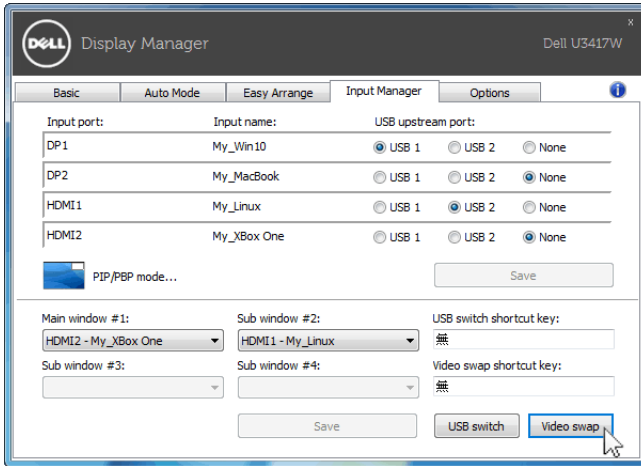 DELL Display Manager Dell U3417W
Basic Auto Mode Easy Arrange Input Manager Options
Input port: Input name: USB upstream port:
DP1 My_Win10 USB 1 USB 2 None
DP2 My_MacBook USB 1 USB 2 None
HDMI1 My_Linux USB 1 USB 2 None
HDMI2 My_XBox One USB 1 USB 2 None
PIP/PBP mode... Save
Main window #1: Sub window #2: USB switch shortcut key:
HDMI2 - My_XBox One HDMI1 - My_Linux 無
Sub window #3: Sub window #4: Video swap shortcut key:
無
Save USB switch Video swap